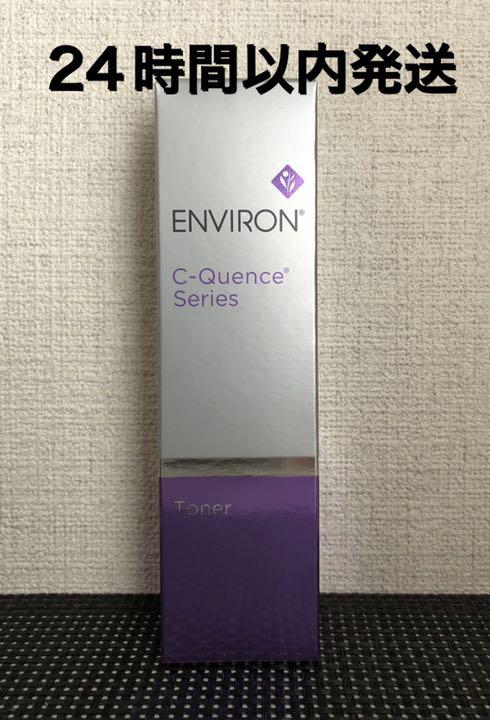 24時間以内発送
ENVIRON®
C-Quence®
Series
Toner